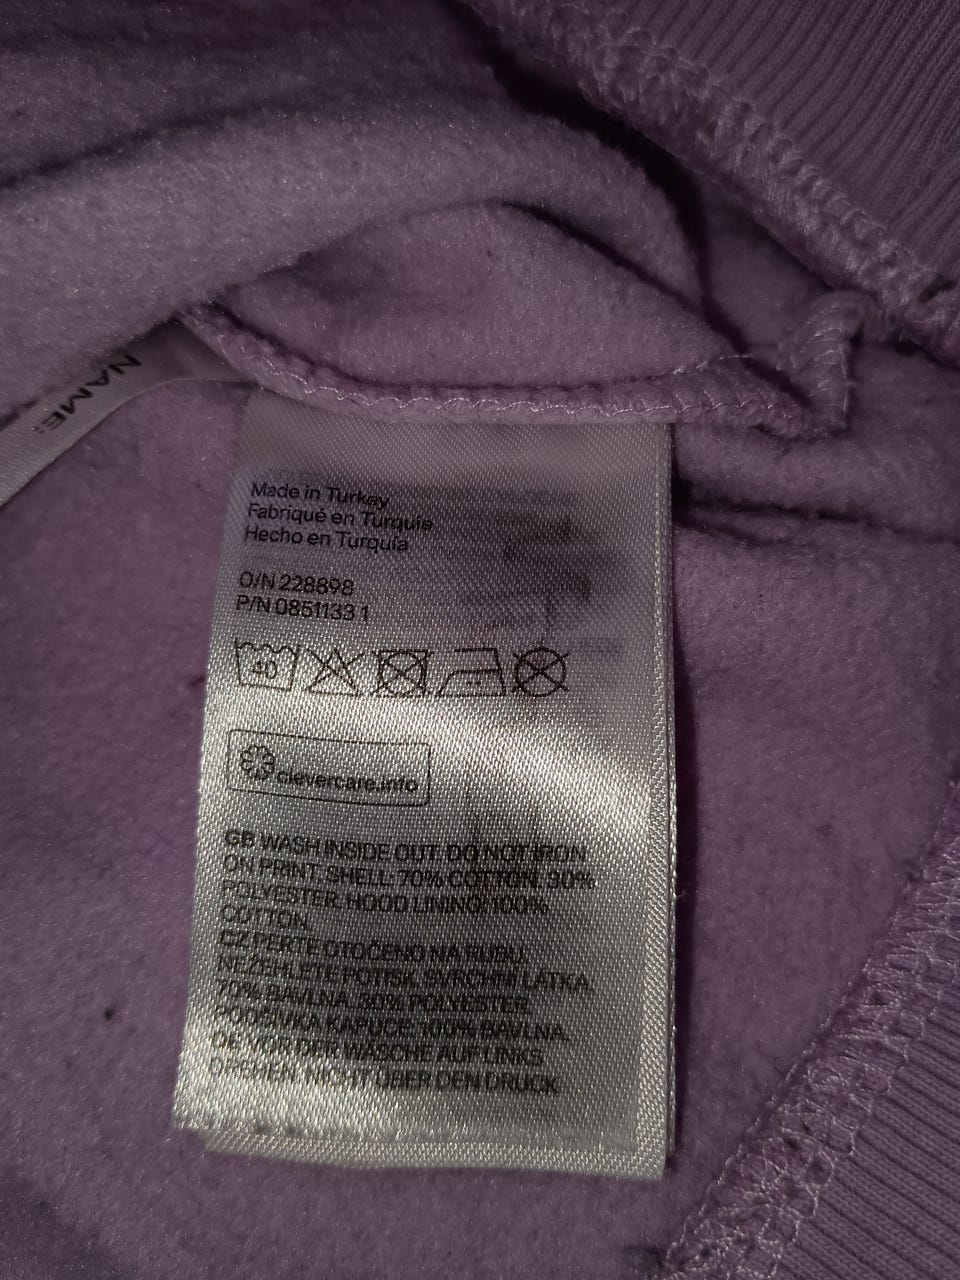 NAME:
Made in Turkey
Fabriqué en Turquie
Hecho en Turquía
O/N 228898
P/N 0851133 1
40
clevercare.info
GB WASH INSIDE OUT. DO NOT IRON
ON PRINT. SHELL: 70% COTTON. 30%
POLYESTER. HOOD LINING: 100%
COTTON.
CZ PERTE OTOČENO NA RUBU.
NEŽEHLETE POTISK. SVRCHNÍ LÁTKA
70% BAVLNA. 30% POLYESTER.
PODŠÍVKA KAPUCE: 100% BAVLNA.
DE VOR DER WÄSCHE AUF LINKS
DREHEN. NICHT ÜBER DEN DRUCK